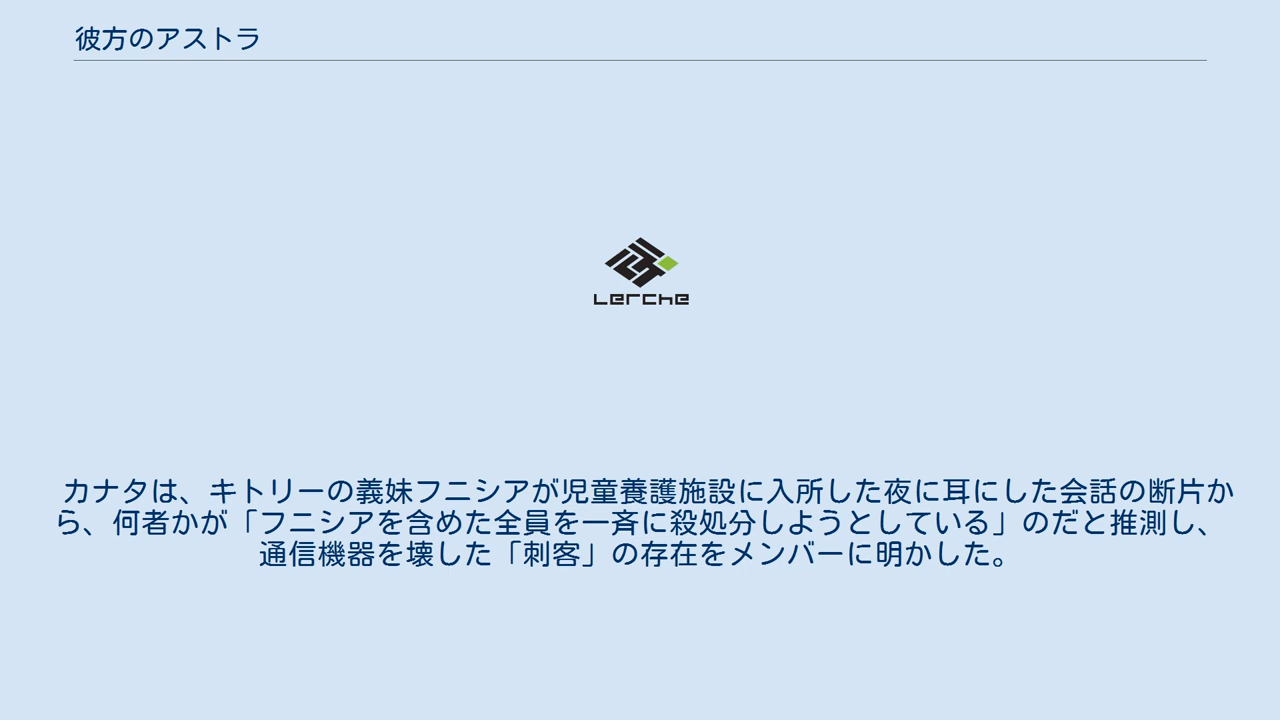 彼方のアストラ
Lerche
カナタは、キトリーの義妹フニシアが児童養護施設に入所した夜に耳にした会話の断片か
ら、何者かが「フニシアを含めた全員を一斉に殺処分しようとしている」のだと推測し、
通信機器を壊した「刺客」の存在をメンバーに明かした。